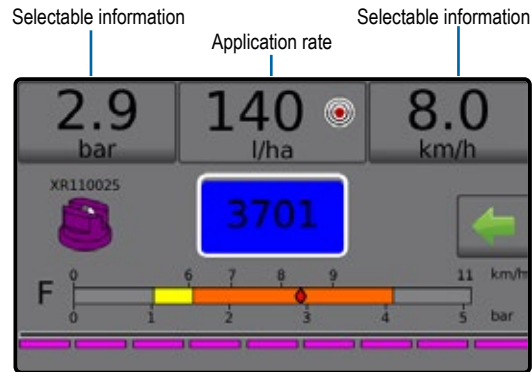 Selectable information
Selectable information
Application rate
2.9
140
8.0
bar
l/ha
km/h
XR110025
3701
0 6 7 8 9 11 km/h
F
0 1 2 3 4 5 bar